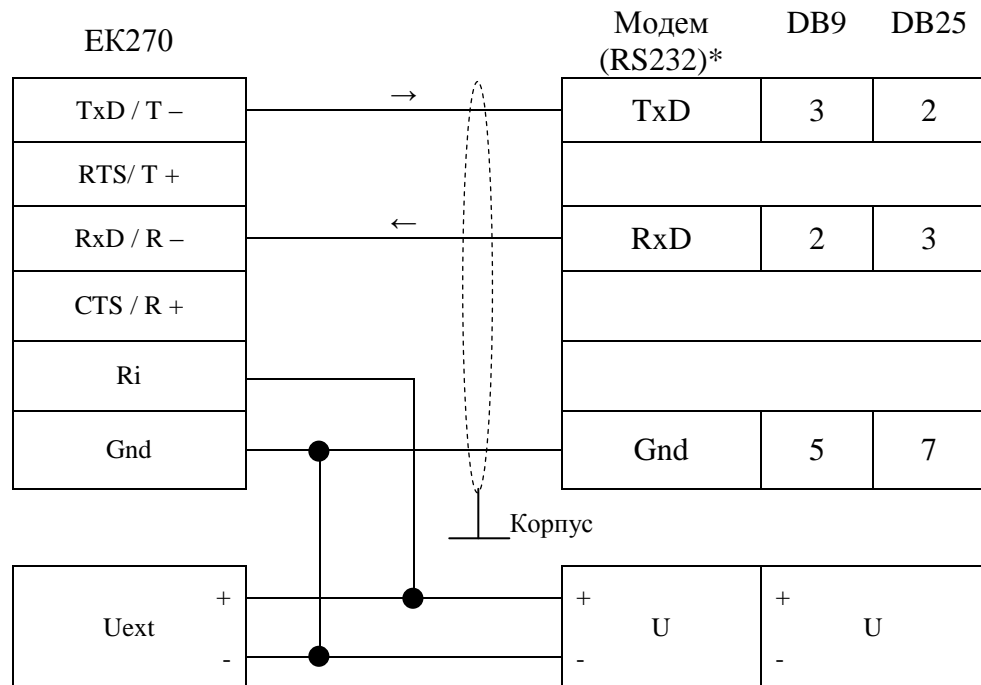 ЕК270
Модем (RS232)*
DB9
DB25
TxD / T – → TxD 3 2
RTS/ T +
RxD / R – ← RxD 2 3
CTS / R +
Ri
Gnd Gnd 5 7
Корпус
+ + +
Uext U U
- - -